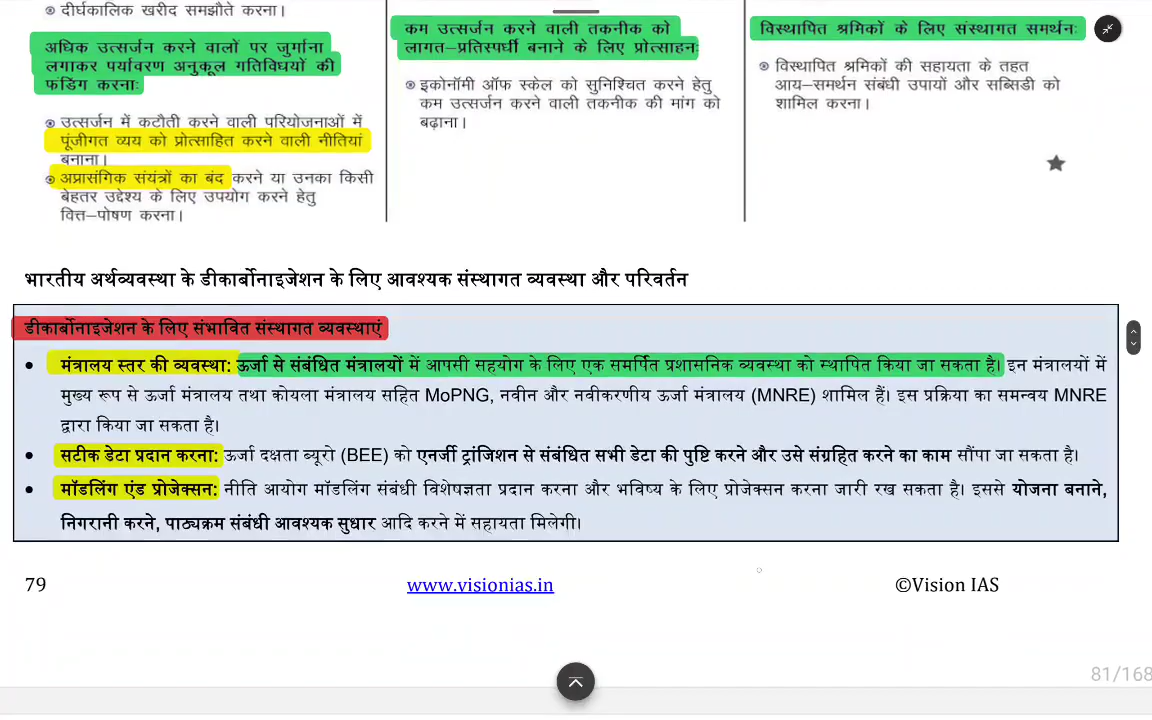 दीर्घकालिक खरीद समझौते करना।
अधिक उत्सर्जन करने वालों पर जुर्माना
लगाकर पर्यावरण अनुकूल गतिविधयों की
फंडिंग करनाः
उत्सर्जन में कटौती करने वाली परियोजनाओं में
पूंजीगत व्यय को प्रोत्साहित करने वाली नीतियां
बनाना।
अप्रासंगिक संयंत्रों का बंद करने या उनका किसी
बेहतर उद्देश्य के लिए उपयोग करने हेतु
वित्त–पोषण करना।
कम उत्सर्जन करने वाली तकनीक को
लागत–प्रतिस्पर्धी बनाने के लिए प्रोत्साहनः
इकोनॉमी ऑफ स्केल को सुनिश्चित करने हेतु
कम उत्सर्जन करने वाली तकनीक की मांग को
बढ़ाना।
विस्थापित श्रमिकों के लिए संस्थागत समर्थनः
विस्थापित श्रमिकों की सहायता के तहत
आय–समर्थन संबंधी उपायों और सब्सिडी को
शामिल करना।
भारतीय अर्थव्यवस्था के डीकार्बोनाइजेशन के लिए आवश्यक संस्थागत व्यवस्था और परिवर्तन
डीकार्बोनाइजेशन के लिए संभावित संस्थागत व्यवस्थाएं
• मंत्रालय स्तर की व्यवस्था: ऊर्जा से संबंधित मंत्रालयों में आपसी सहयोग के लिए एक समर्पित प्रशासनिक व्यवस्था को स्थापित किया जा सकता है। इन मंत्रालयों में
मुख्य रूप से ऊर्जा मंत्रालय तथा कोयला मंत्रालय सहित MoPNG, नवीन और नवीकरणीय ऊर्जा मंत्रालय (MNRE) शामिल हैं। इस प्रक्रिया का समन्वय MNRE
द्वारा किया जा सकता है।
• सटीक डेटा प्रदान करना: ऊर्जा दक्षता ब्यूरो (BEE) को एनर्जी ट्रांजिशन से संबंधित सभी डेटा की पुष्टि करने और उसे संग्रहित करने का काम सौंपा जा सकता है।
• मॉडलिंग एंड प्रोजेक्सन: नीति आयोग मॉडलिंग संबंधी विशेषज्ञता प्रदान करना और भविष्य के लिए प्रोजेक्सन करना जारी रख सकता है। इससे योजना बनाने,
निगरानी करने, पाठ्यक्रम संबंधी आवश्यक सुधार आदि करने में सहायता मिलेगी।
79 www.visionias.in ©Vision IAS
81/168